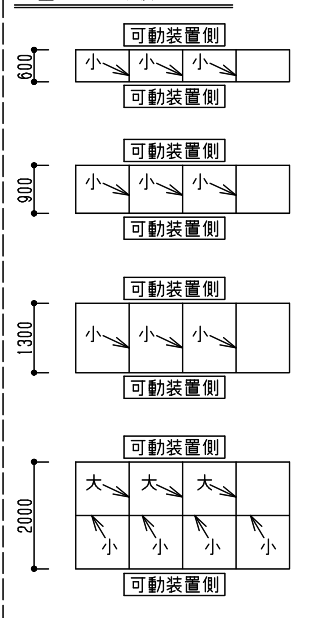 可動装置側
600
小 小 小
可動装置側
可動装置側
900
小 小 小
可動装置側
可動装置側
1300
小 小 小
可動装置側
可動装置側
大 大 大
2000
小 小 小 小
可動装置側